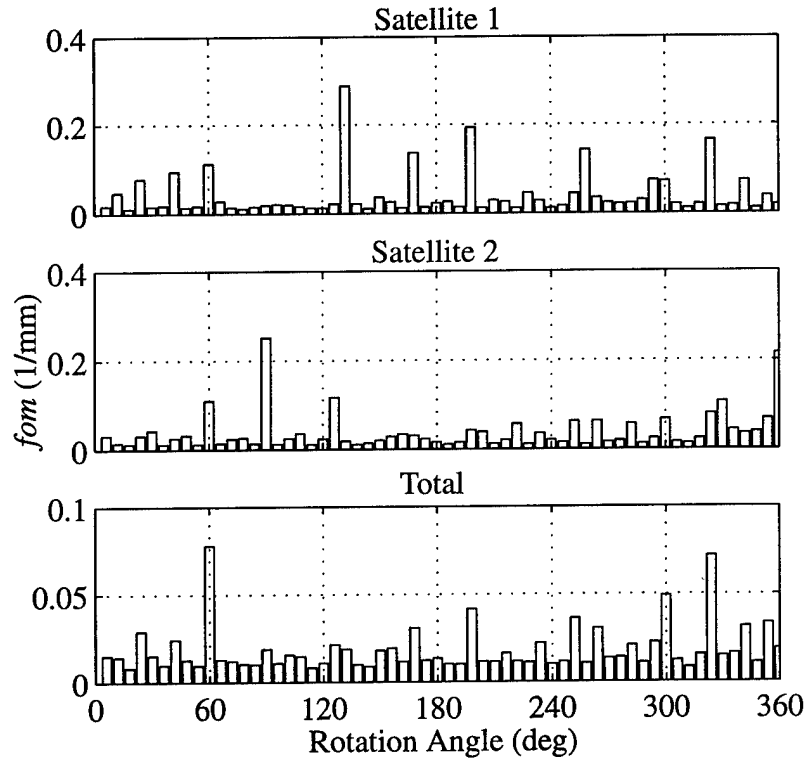 Satellite 1
0.4
0.2
0
Satellite 2
0.4
0.2
0
fom (1/mm)
Total
0.1
0.05
0
0 60 120 180 240 300 360
Rotation Angle (deg)